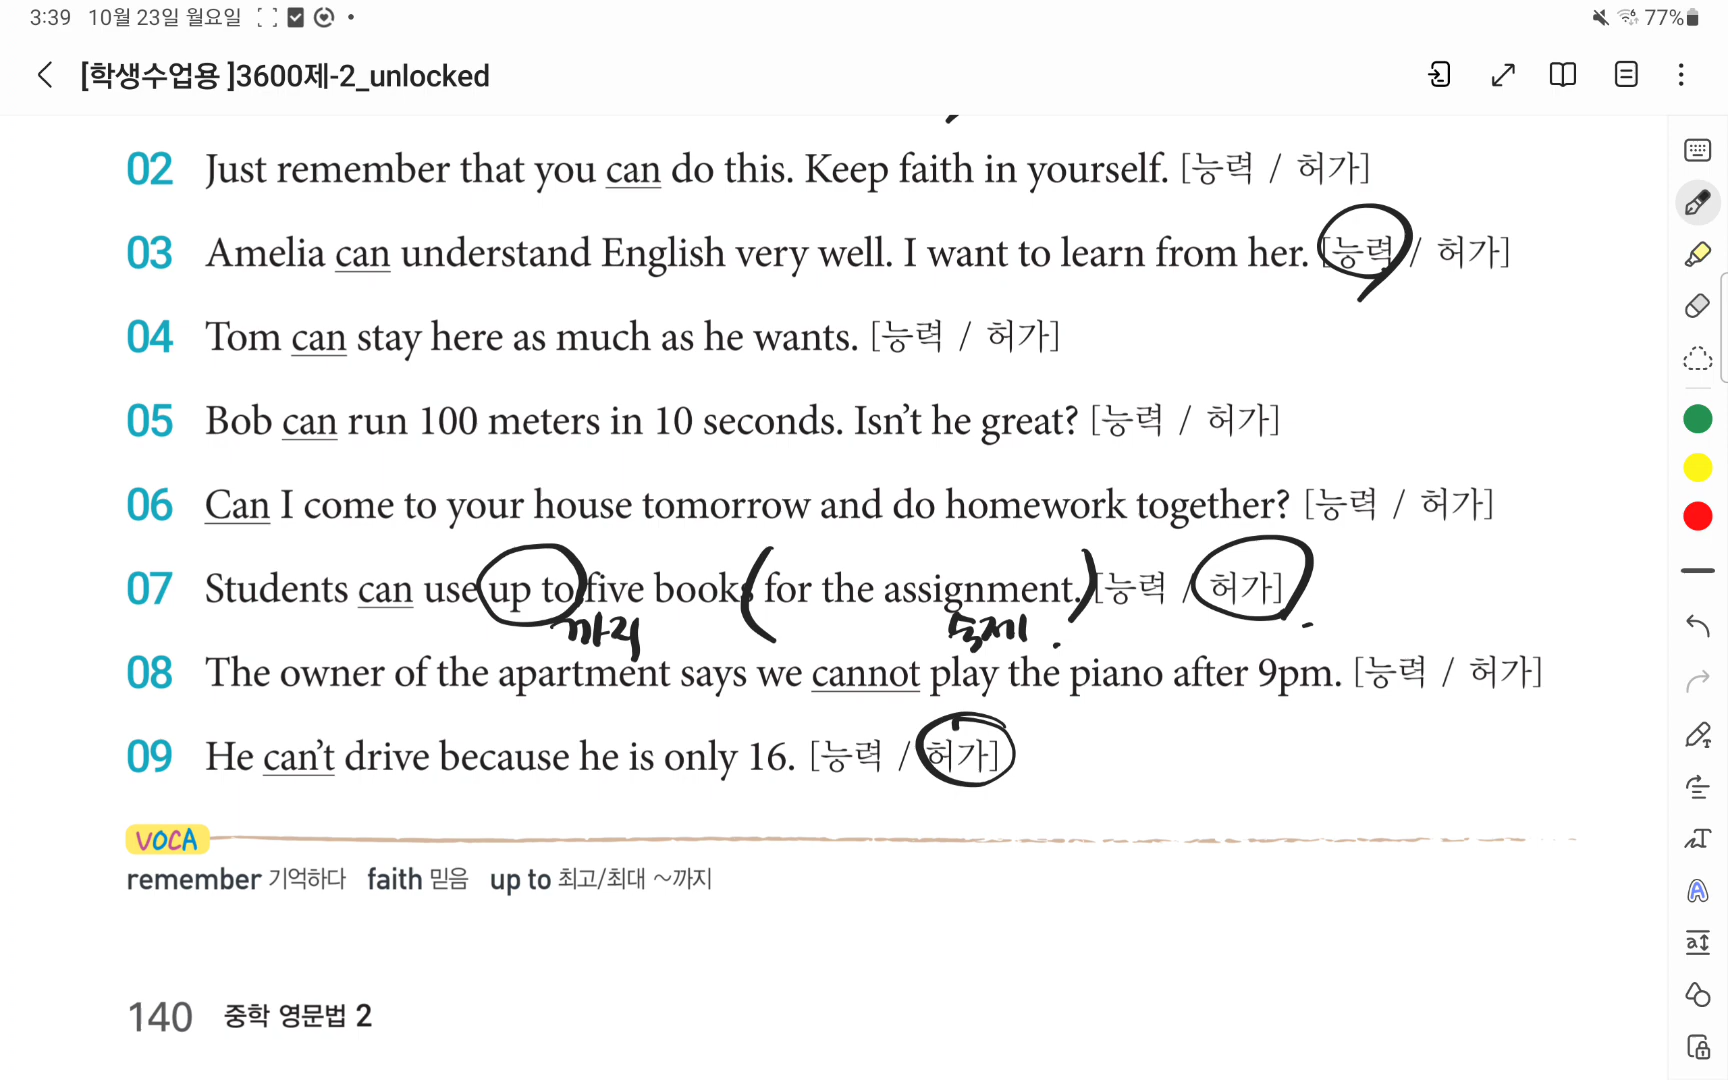 3:39 10월 23일 월요일 77%
[학생수업용 ]3600제-2_unlocked
02 Just remember that you can do this. Keep faith in yourself. [능력 / 허가]
03 Amelia can understand English very well. I want to learn from her. [능력 / 허가]
04 Tom can stay here as much as he wants. [능력 / 허가]
05 Bob can run 100 meters in 10 seconds. Isn't he great? [능력 / 허가]
06 Can I come to your house tomorrow and do homework together? [능력 / 허가]
07 Students can use up to five books for the assignment. [능력 / 허가]
까지 숙제
08 The owner of the apartment says we cannot play the piano after 9pm. [능력 / 허가]
09 He can't drive because he is only 16. [능력 / 허가]
VOCA
remember 기억하다 faith 믿음 up to 최고/최대 ~까지
140 중학 영문법 2